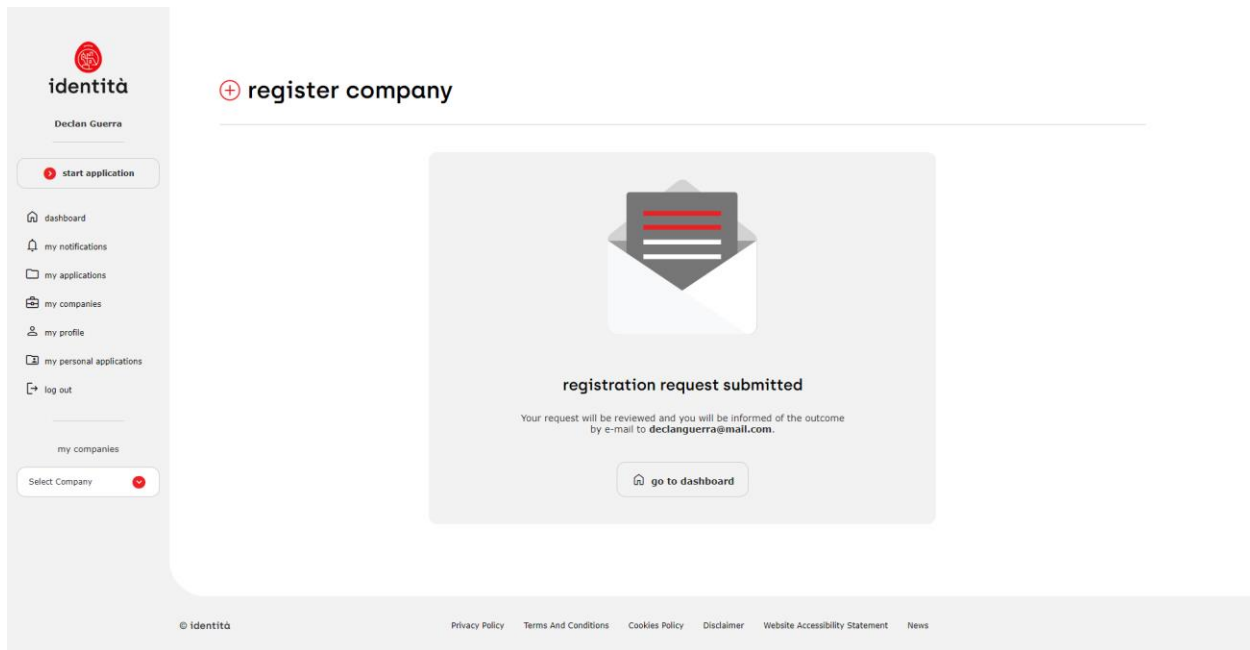 identità
Declan Guerra
start application
dashboard
my notifications
my applications
my companies
my profile
my personal applications
log out
my companies
Select Company
register company
registration request submitted
Your request will be reviewed and you will be informed of the outcome
by e-mail to declanguerra@mail.com.
go to dashboard
© identità
Privacy Policy Terms And Conditions Cookies Policy Disclaimer Website Accessibility Statement News